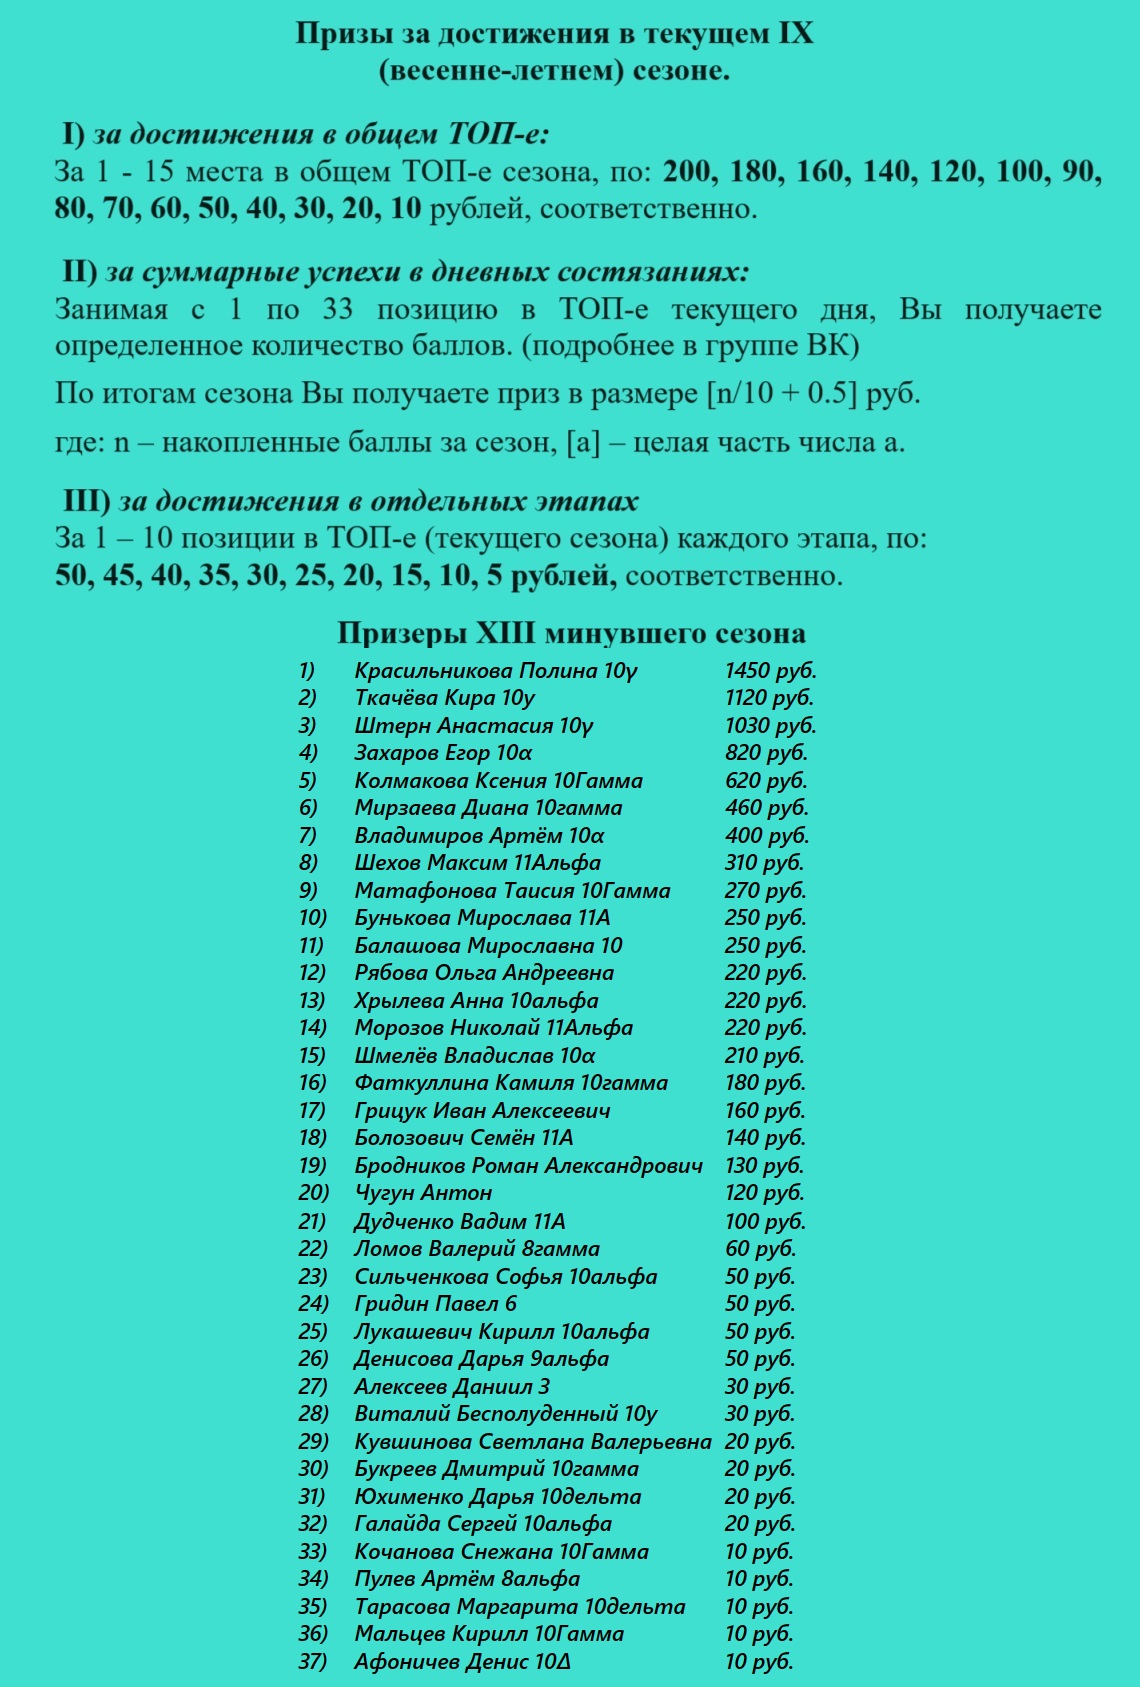 Призы за достижения в текущем IX
(весенне-летнем) сезоне.
I) за достижения в общем ТОП-е:
За 1 - 15 места в общем ТОП-е сезона, по: 200, 180, 160, 140, 120, 100, 90,
80, 70, 60, 50, 40, 30, 20, 10 рублей, соответственно.
II) за суммарные успехи в дневных состязаниях:
Занимая с 1 по 33 позицию в ТОП-е текущего дня, Вы получаете
определенное количество баллов. (подробнее в группе ВК)
По итогам сезона Вы получаете приз в размере [n/10 + 0.5] руб.
где: n – накопленные баллы за сезон, [a] – целая часть числа a.
III) за достижения в отдельных этапах
За 1 – 10 позиции в ТОП-е (текущего сезона) каждого этапа, по:
50, 45, 40, 35, 30, 25, 20, 15, 10, 5 рублей, соответственно.
Призеры XIII минувшего сезона
1) Красильникова Полина 10γ 1450 руб.
2) Ткачёва Кира 10у 1120 руб.
3) Штерн Анастасия 10γ 1030 руб.
4) Захаров Егор 10α 820 руб.
5) Колмакова Ксения 10Гамма 620 руб.
6) Мирзаева Диана 10гамма 460 руб.
7) Владимиров Артём 10α 400 руб.
8) Шехов Максим 11Альфа 310 руб.
9) Матафонова Таисия 10Гамма 270 руб.
10) Бунькова Мирослава 11А 250 руб.
11) Балашова Мирославна 10 250 руб.
12) Рябова Ольга Андреевна 220 руб.
13) Хрылева Анна 10альфа 220 руб.
14) Морозов Николай 11Альфа 220 руб.
15) Шмелёв Владислав 10α 210 руб.
16) Фаткуллина Камиля 10гамма 180 руб.
17) Грицук Иван Алексеевич 160 руб.
18) Болозович Семён 11А 140 руб.
19) Бродников Роман Александрович 130 руб.
20) Чугун Антон 120 руб.
21) Дудченко Вадим 11А 100 руб.
22) Ломов Валерий 8гамма 60 руб.
23) Сильченкова Софья 10альфа 50 руб.
24) Гридин Павел 6 50 руб.
25) Лукашевич Кирилл 10альфа 50 руб.
26) Денисова Дарья 9альфа 50 руб.
27) Алексеев Даниил 3 30 руб.
28) Виталий Бесполуденный 10у 30 руб.
29) Кувшинова Светлана Валерьевна 20 руб.
30) Букреев Дмитрий 10гамма 20 руб.
31) Юхименко Дарья 10дельта 20 руб.
32) Галайда Сергей 10альфа 20 руб.
33) Кочанова Снежана 10Гамма 10 руб.
34) Пулев Артём 8альфа 10 руб.
35) Тарасова Маргарита 10дельта 10 руб.
36) Мальцев Кирилл 10Гамма 10 руб.
37) Афоничев Денис 10Δ 10 руб.